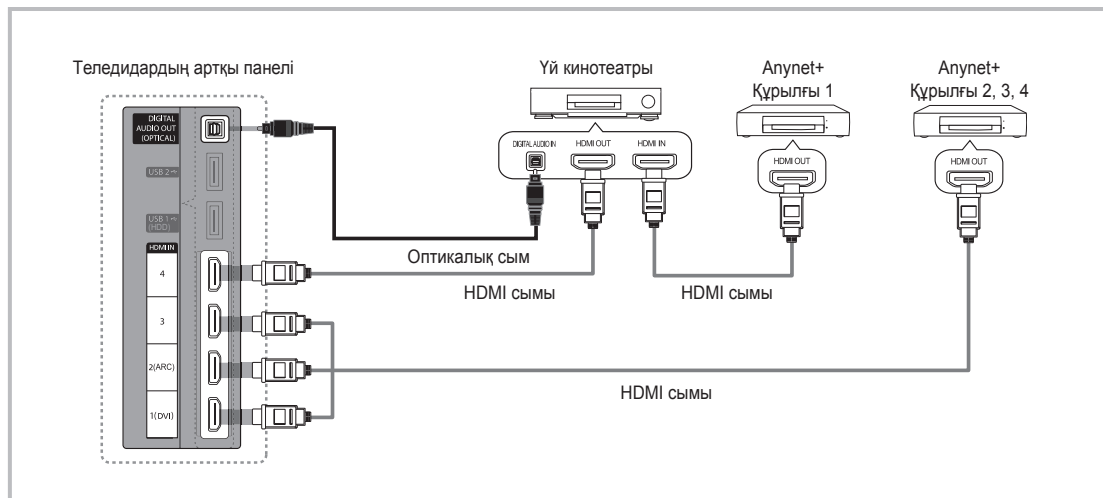 Теледидардың артқы панелі
DIGITAL
AUDIO OUT
(OPTICAL)
USB 2
USB 1
(HDD)
HDMI IN
4
3
2(ARC)
1(DVI)
Үй кинотеатры
DIGITAL AUDIO IN
HDMI OUT
HDMI IN
Anynet+
Құрылғы 1
HDMI OUT
Anynet+
Құрылғы 2, 3, 4
HDMI OUT
Оптикалық сым
HDMI сымы
HDMI сымы
HDMI сымы